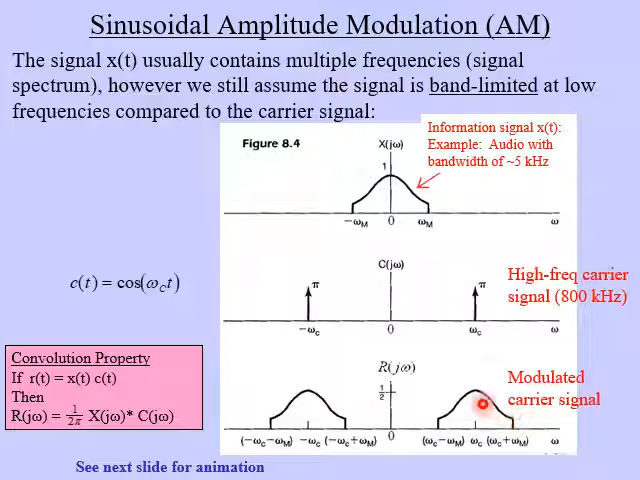 Sinusoidal Amplitude Modulation (AM)
The signal x(t) usually contains multiple frequencies (signal
spectrum), however we still assume the signal is band-limited at low
frequencies compared to the carrier signal:
Information signal x(t):
Example: Audio with
bandwidth of ~5 kHz
Figure 8.4
X(jω)
1
−ωM 0 ωM ω
c(t) = cos(ωCt)
C(jω)
π π
High-freq carrier
signal (800 kHz)
−ωc 0 ωc ω
Convolution Property
If r(t) = x(t) c(t)
Then
R(jω) = 1/2π X(jω)* C(jω)
R(jω)
1/2
Modulated
carrier signal
(−ωc−ωM) −ωc (−ωc+ωM) 0 (ωc−ωM) ωc (ωc+ωM) ω
See next slide for animation